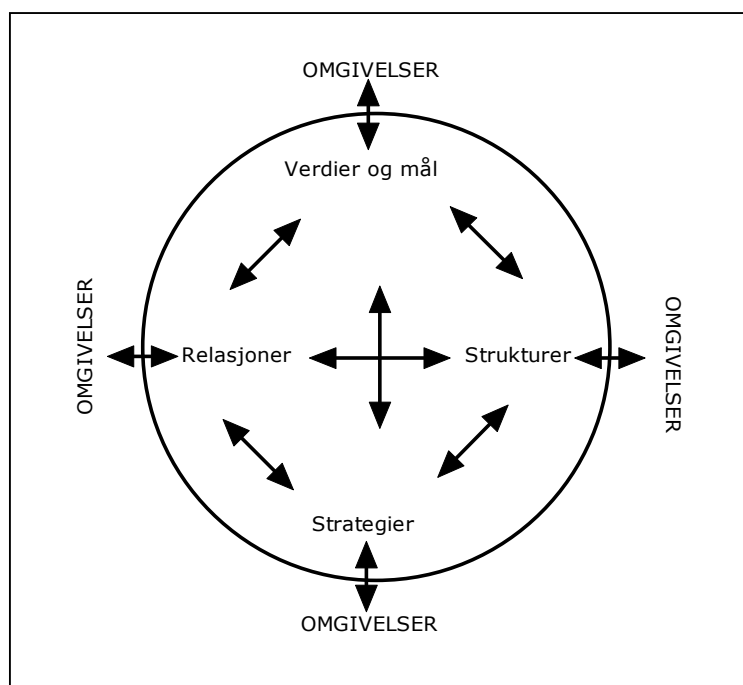 OMGIVELSER
Verdier og mål
OMGIVELSER
Relasjoner
Strukturer
OMGIVELSER
Strategier
OMGIVELSER